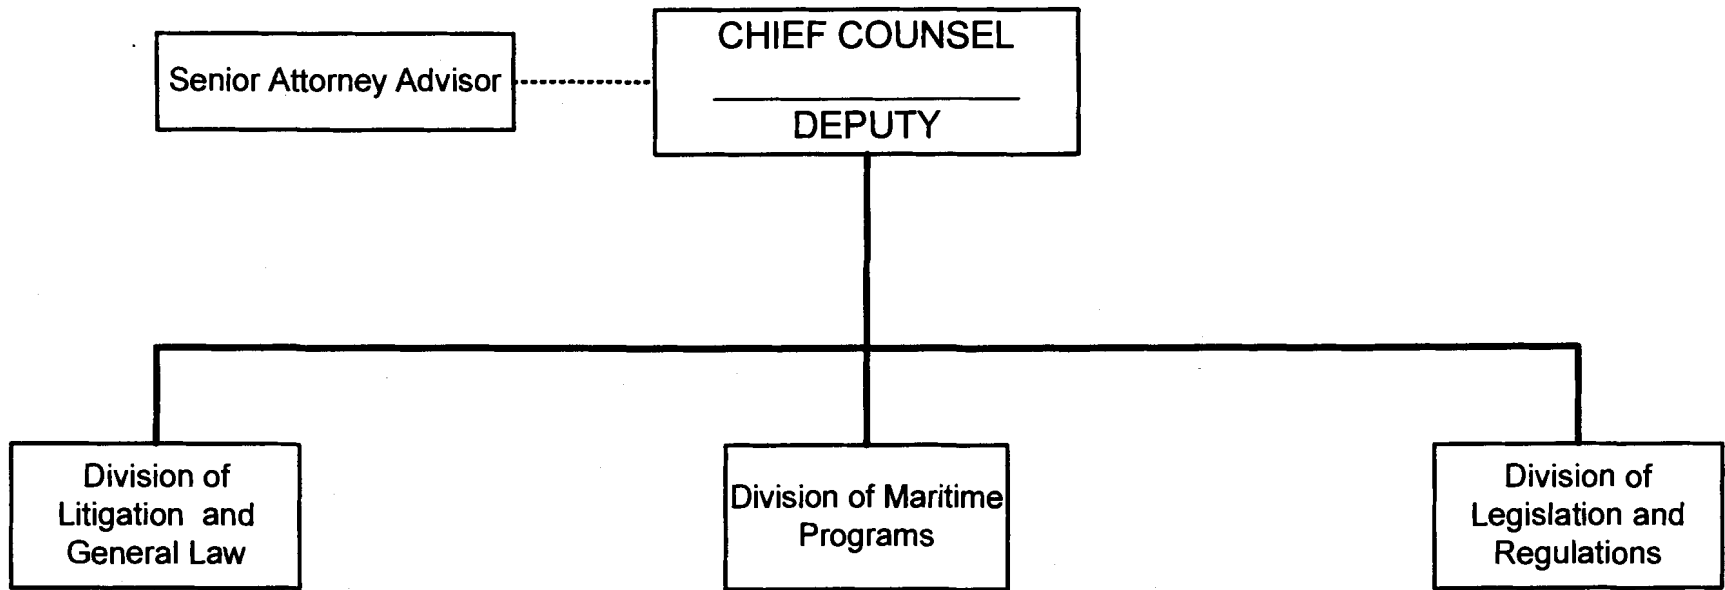 CHIEF COUNSEL
Senior Attorney Advisor
DEPUTY
Division of
Litigation and
General Law
Division of Maritime
Programs
Division of
Legislation and
Regulations